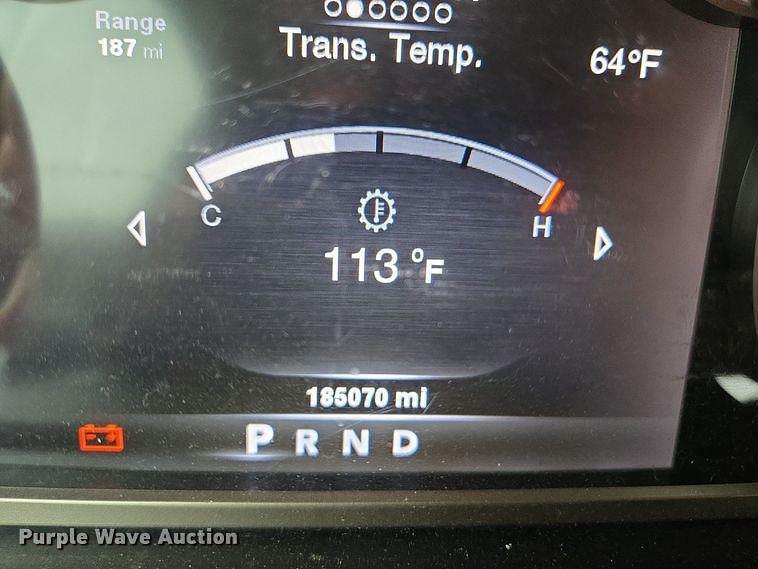 Range
187 mi
Trans. Temp.
64°F
C
H
113 °F
185070 mi
P R N D
Purple Wave Auction